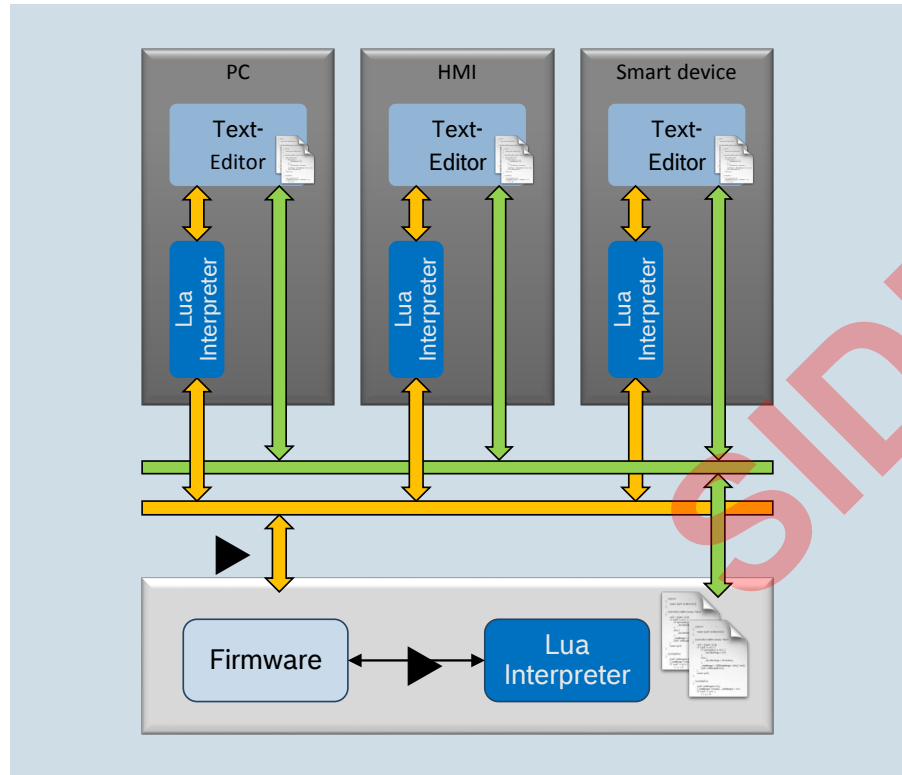 PC
Text-
Editor
Lua
Interpreter
HMI
Text-
Editor
Lua
Interpreter
Smart device
Text-
Editor
Lua
Interpreter
Firmware
Lua
Interpreter